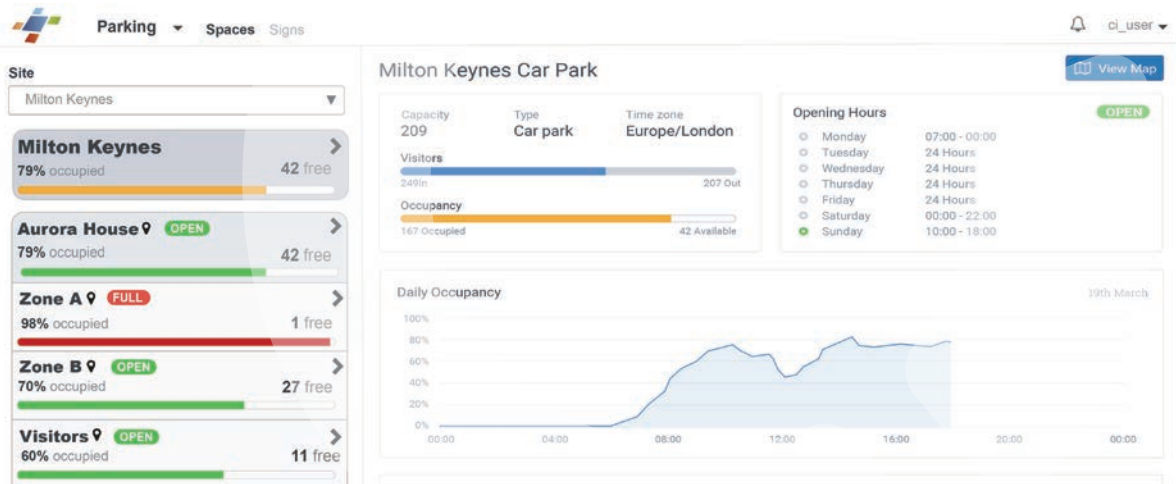 Parking Spaces Signs
ci_user
Site
Milton Keynes
Milton Keynes
79% occupied 42 free
Aurora House OPEN
79% occupied 42 free
Zone A FULL
98% occupied 1 free
Zone B OPEN
70% occupied 27 free
Visitors OPEN
60% occupied 11 free
Milton Keynes Car Park
View Map
Capacity Type Time zone
209 Car park Europe/London
Visitors
249In 207 Out
Occupancy
167 Occupied 42 Available
Opening Hours OPEN
Monday 07:00 - 00:00
Tuesday 24 Hours
Wednesday 24 Hours
Thursday 24 Hours
Friday 24 Hours
Saturday 00:00 - 22:00
Sunday 10:00 - 18:00
Daily Occupancy 19th March
100%
80%
60%
40%
20%
0%
00:00 04:00 08:00 12:00 16:00 20:00 00:00